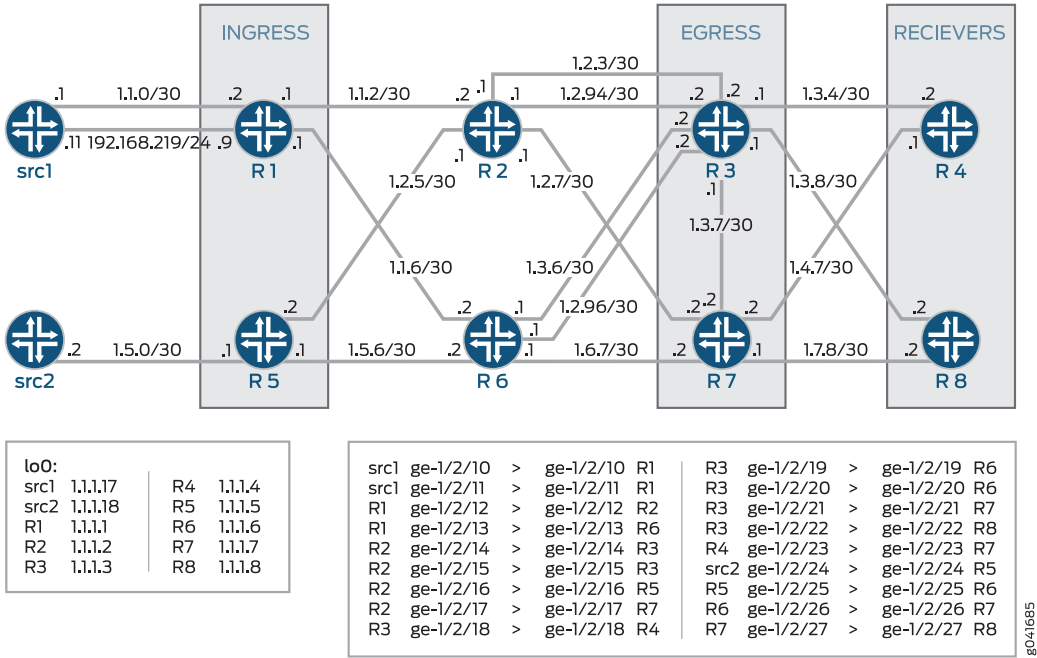 INGRESS EGRESS RECIEVERS
1.2.3/30
.1 1.1.0/30 .2 .1 1.1.2/30 .2 .1 .1 1.2.94/30 .2 .2 .1 1.3.4/30 .2
.11 192.168.219/24 .9 .1 .1 .1 .2 .2 .1 .1
src1 R 1 R 2 R 3 R 4
1.2.5/30 1.2.7/30 .1 1.3.8/30
1.3.7/30
1.1.6/30 1.3.6/30 1.4.7/30
.2 .2 .1 1.2.96/30 .2 .2 .2 .2
.1
.2 1.5.0/30 .1 .1 1.5.6/30 .2 .1 1.6.7/30 .2 .1 1.7.8/30 .2
src2 R 5 R 6 R 7 R 8
lo0:
src1 1.1.1.17 R4 1.1.1.4
src2 1.1.1.18 R5 1.1.1.5
R1 1.1.1.1 R6 1.1.1.6
R2 1.1.1.2 R7 1.1.1.7
R3 1.1.1.3 R8 1.1.1.8
src1 ge-1/2/10 > ge-1/2/10 R1 R3 ge-1/2/19 > ge-1/2/19 R6
src1 ge-1/2/11 > ge-1/2/11 R1 R3 ge-1/2/20 > ge-1/2/20 R6
R1 ge-1/2/12 > ge-1/2/12 R2 R3 ge-1/2/21 > ge-1/2/21 R7
R1 ge-1/2/13 > ge-1/2/13 R6 R3 ge-1/2/22 > ge-1/2/22 R8
R2 ge-1/2/14 > ge-1/2/14 R3 R4 ge-1/2/23 > ge-1/2/23 R7
R2 ge-1/2/15 > ge-1/2/15 R3 src2 ge-1/2/24 > ge-1/2/24 R5
R2 ge-1/2/16 > ge-1/2/16 R5 R5 ge-1/2/25 > ge-1/2/25 R6
R2 ge-1/2/17 > ge-1/2/17 R7 R6 ge-1/2/26 > ge-1/2/26 R7
R3 ge-1/2/18 > ge-1/2/18 R4 R7 ge-1/2/27 > ge-1/2/27 R8
g041685